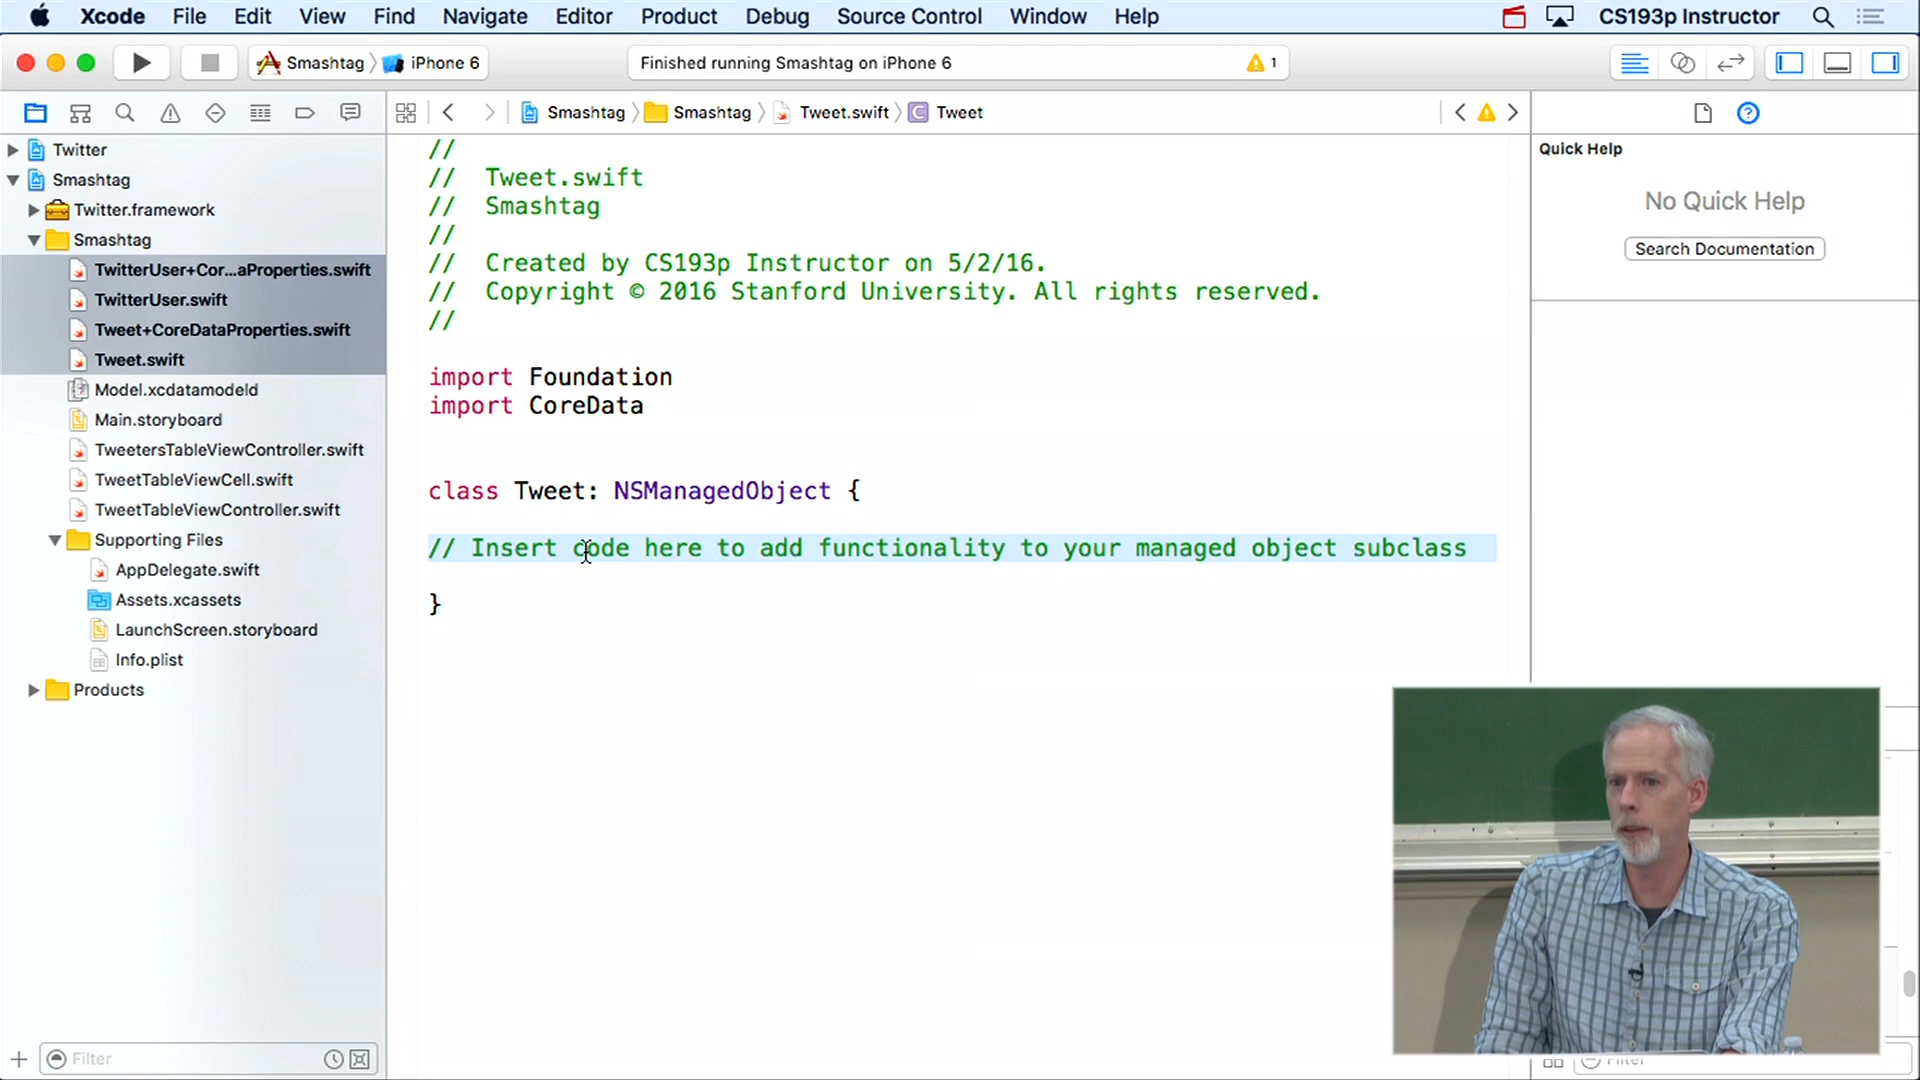 Xcode File Edit View Find Navigate Editor Product Debug Source Control Window Help CS193p Instructor
Smashtag iPhone 6 Finished running Smashtag on iPhone 6 1
Smashtag Smashtag Tweet.swift C Tweet
Twitter
Smashtag
Twitter.framework
Smashtag
TwitterUser+Cor...aProperties.swift
TwitterUser.swift
Tweet+CoreDataProperties.swift
Tweet.swift
Model.xcdatamodeld
Main.storyboard
TweetersTableViewController.swift
TweetTableViewCell.swift
TweetTableViewController.swift
Supporting Files
AppDelegate.swift
Assets.xcassets
LaunchScreen.storyboard
Info.plist
Products
Filter
//
// Tweet.swift
// Smashtag
//
// Created by CS193p Instructor on 5/2/16.
// Copyright © 2016 Stanford University. All rights reserved.
//
import Foundation
import CoreData
class Tweet: NSManagedObject {
// Insert code here to add functionality to your managed object subclass
}
Quick Help
No Quick Help
Search Documentation